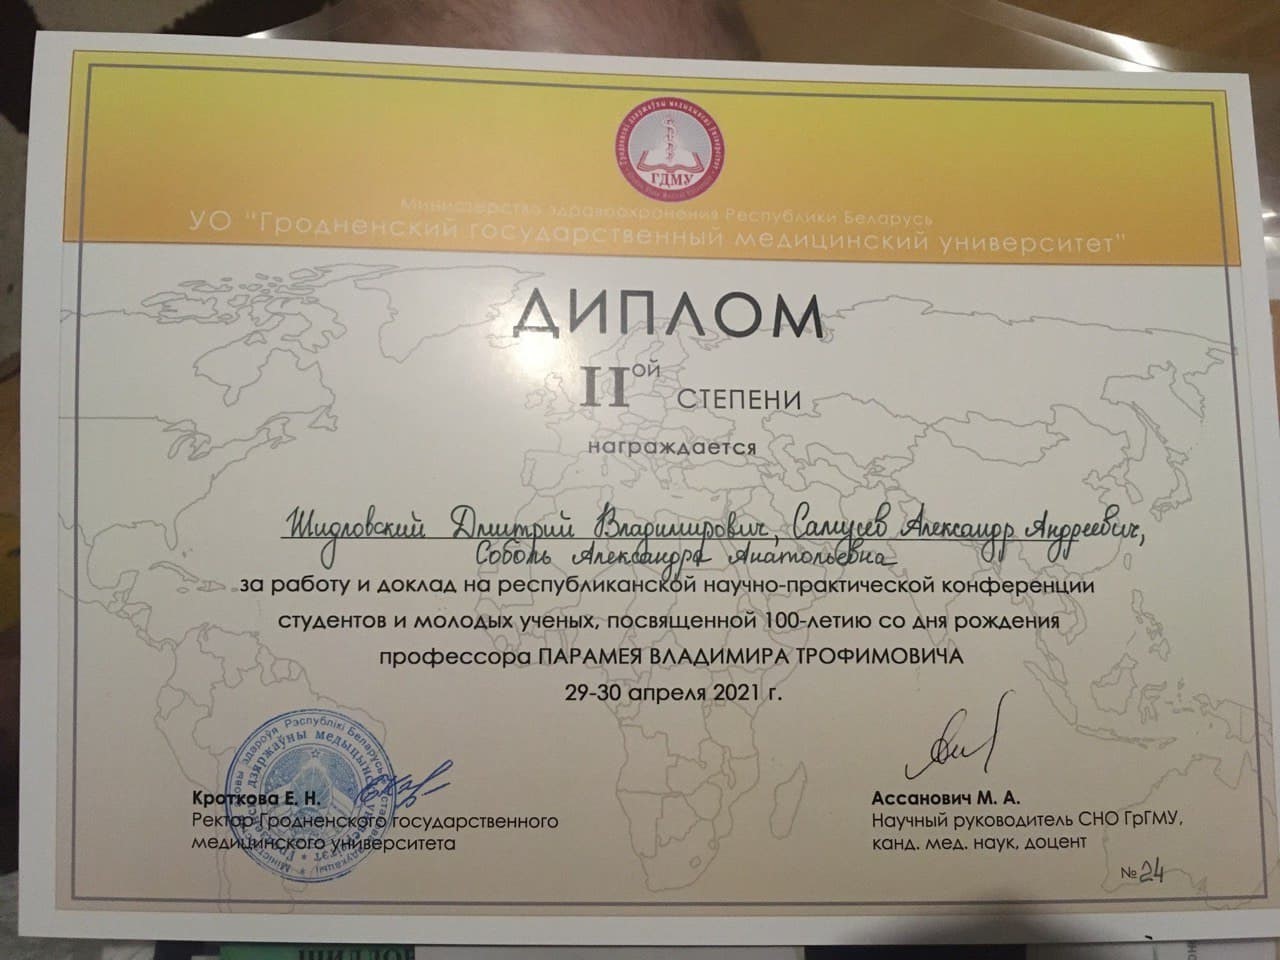 ГДМУ
Министерство здравоохранения Республики Беларусь
УО "Гродненский государственный медицинский университет"
ДИПЛОМ
IIой СТЕПЕНИ
награждается
Шидловский Дмитрий Владимирович, Самусев Александр Андреевич,
Соболь Александра Анатольевна
за работу и доклад на республиканской научно-практической конференции
студентов и молодых ученых, посвященной 100-летию со дня рождения
профессора ПАРАМЕЯ ВЛАДИМИРА ТРОФИМОВИЧА
29-30 апреля 2021 г.
Кроткова Е. Н.
Ректор Гродненского государственного
медицинского университета
Ассанович М. А.
Научный руководитель СНО ГрГМУ,
канд. мед. наук, доцент
№ 24